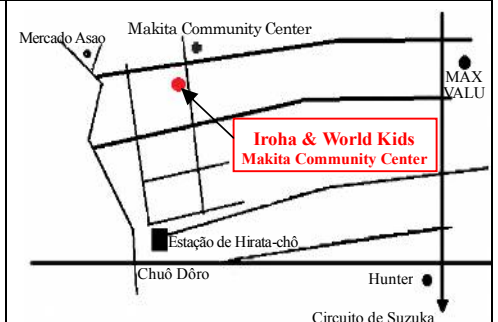 Makita Community Center
Mercado Asao
MAX
VALU
Iroha & World Kids
Makita Community Center
Estação de Hirata-chô
Chuô Dôro
Hunter
Circuito de Suzuka